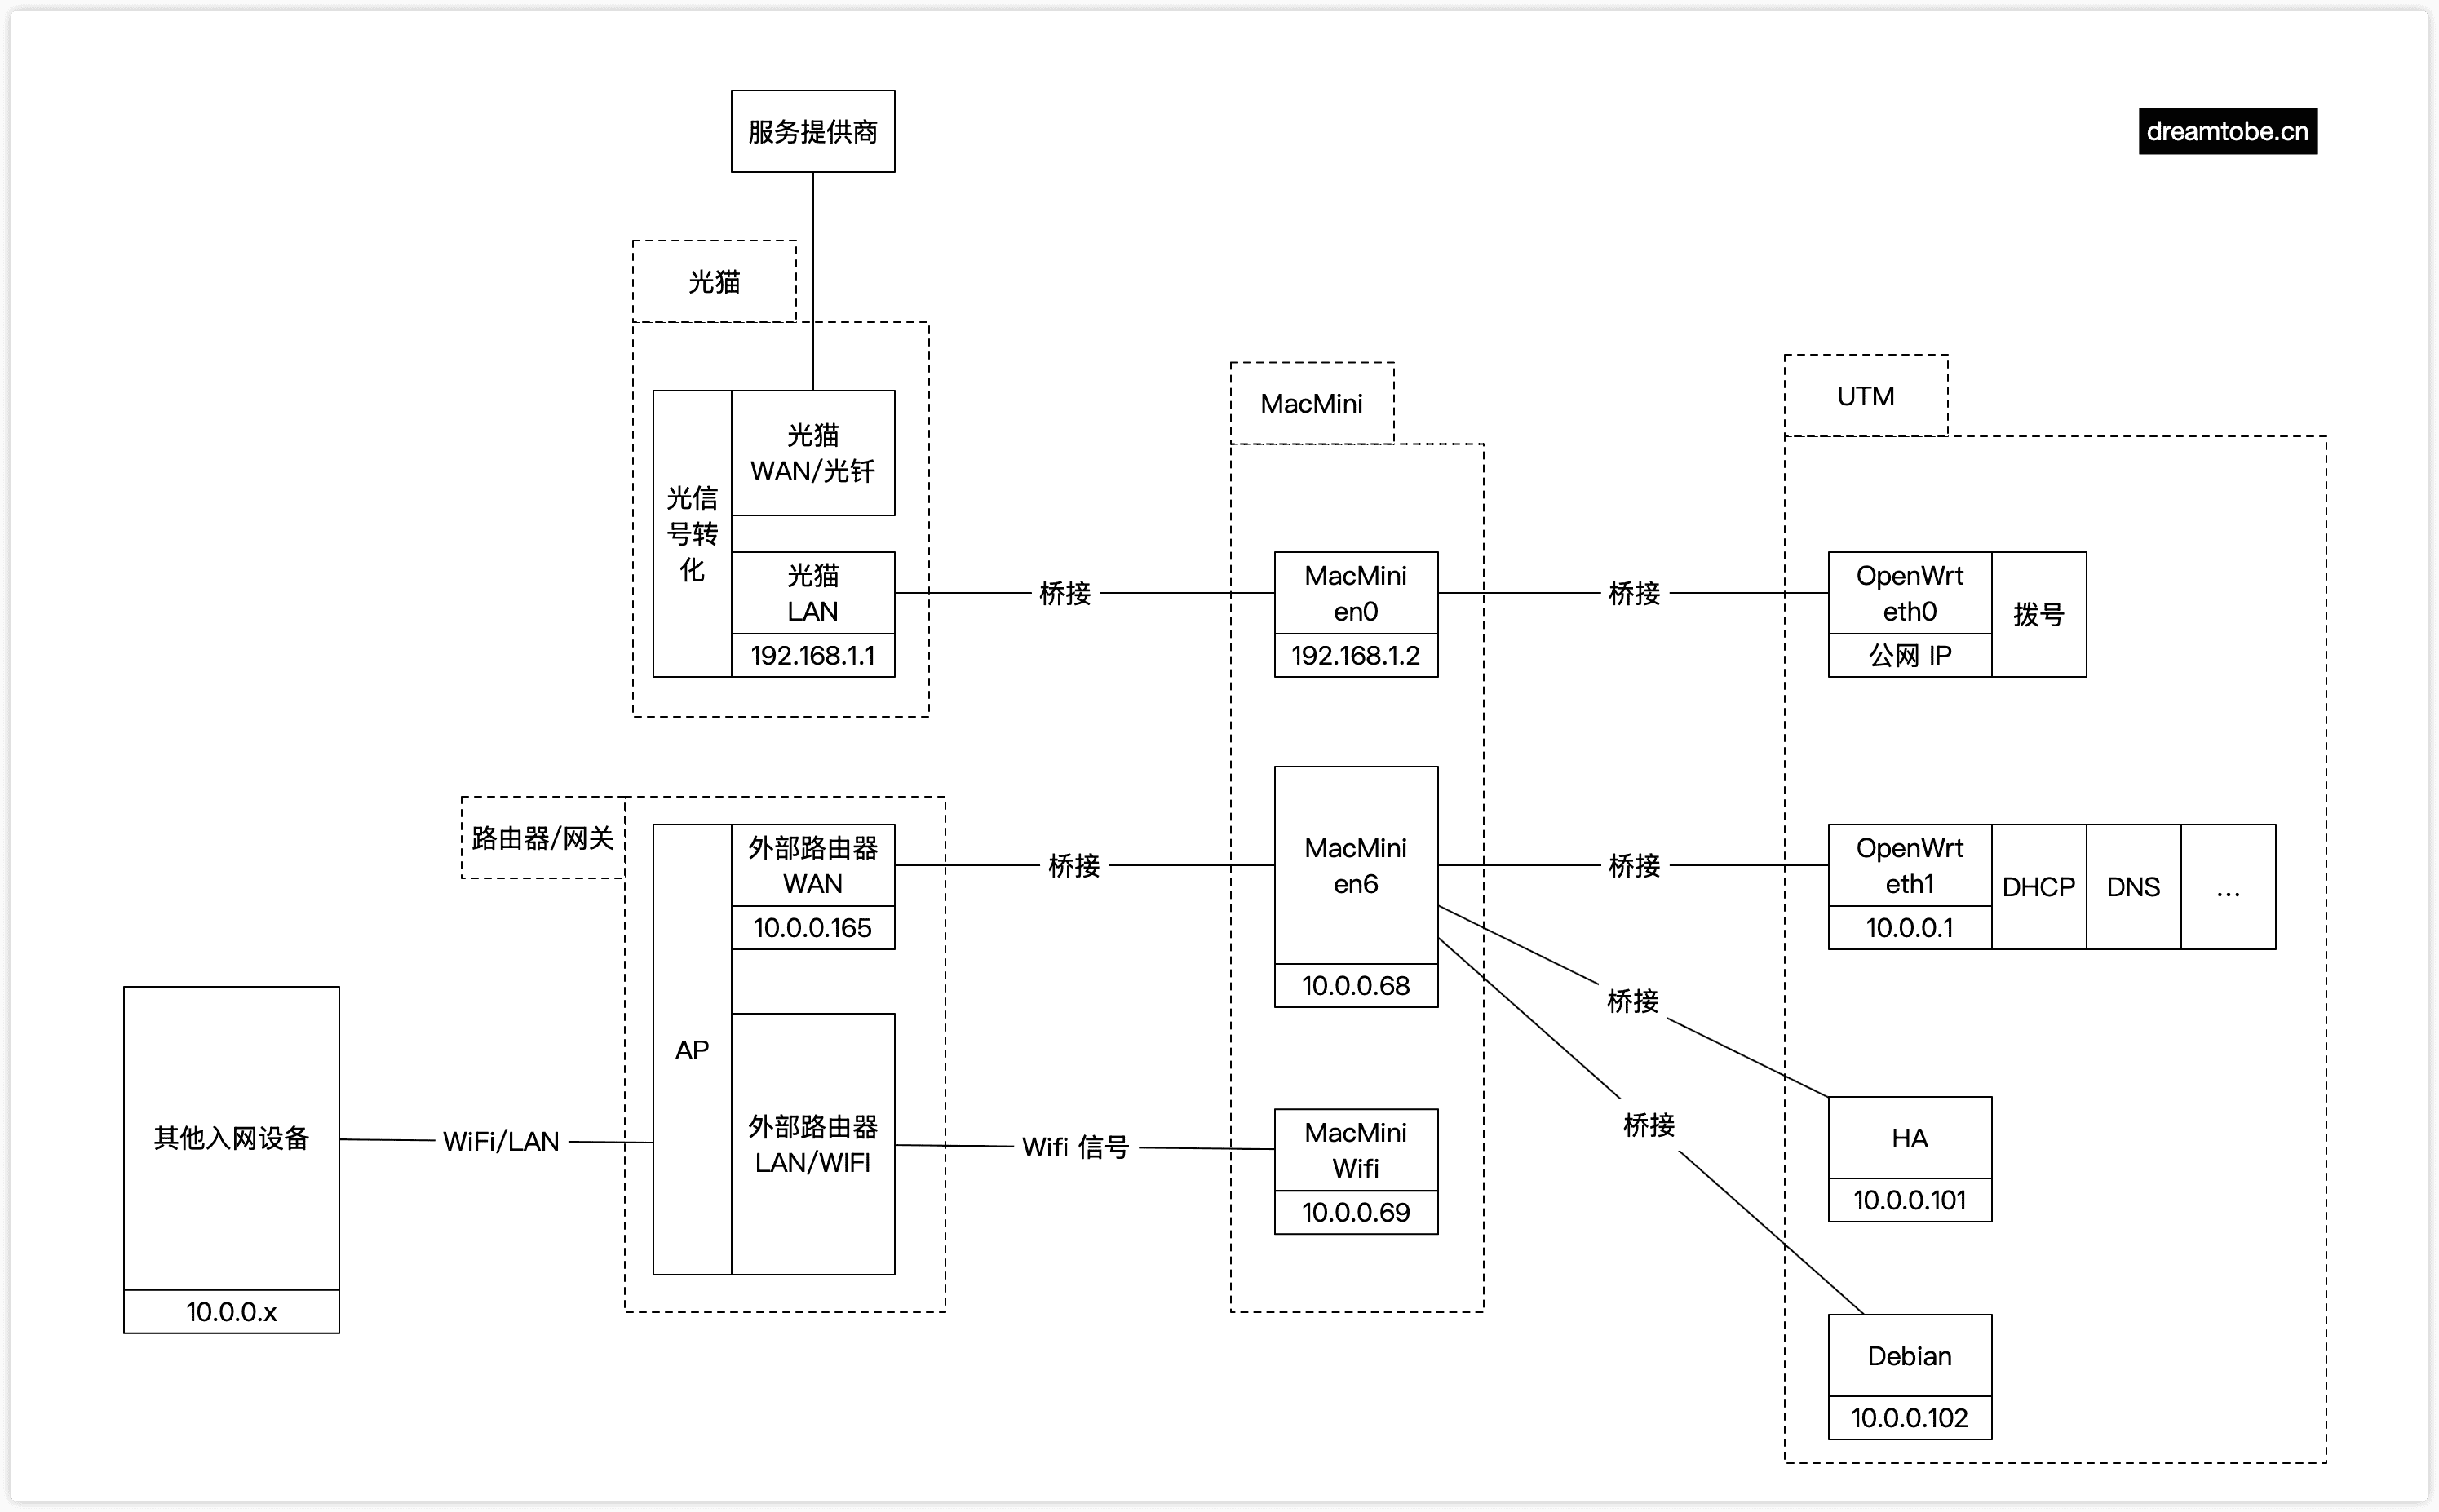 服务提供商
dreamtobe.cn
光猫
光猫
WAN/光钎
光信
号转
化
光猫
LAN
192.168.1.1
桥接
MacMini
MacMini
en0
192.168.1.2
桥接
UTM
OpenWrt
eth0
公网 IP
拨号
路由器/网关
AP
外部路由器
WAN
10.0.0.165
桥接
MacMini
en6
10.0.0.68
桥接
OpenWrt
eth1
10.0.0.1
DHCP
DNS
...
桥接
桥接
其他入网设备
10.0.0.x
WiFi/LAN
外部路由器
LAN/WIFI
Wifi 信号
MacMini
Wifi
10.0.0.69
HA
10.0.0.101
Debian
10.0.0.102